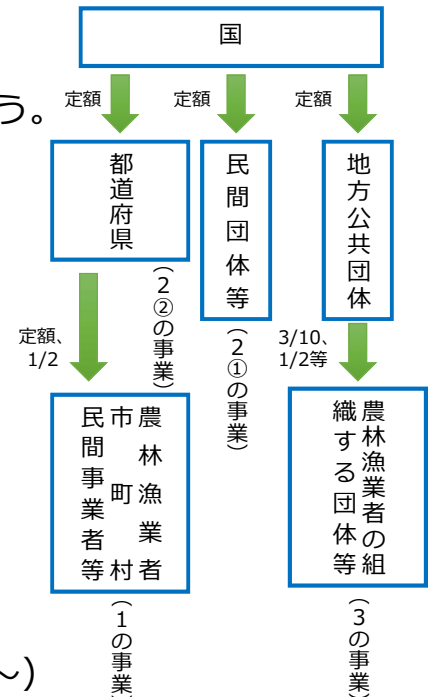 国
う。
定額
定額
定額
都道府県
民間団体等
地方公共団体
(2②の事業)
(2①の事業)
定額、
1/2
3/10、
1/2等
農林漁業者
市町村
民間事業者等
農林漁業者の組
織する団体等
(1の事業)
(3の事業)
～)